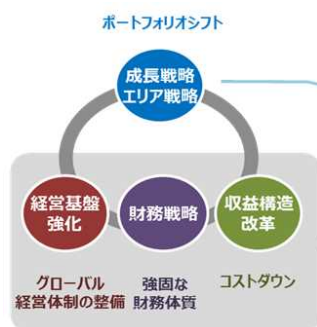 ポートフォリオシフト
成長戦略
エリア戦略
経営基盤
強化
財務戦略
収益構造
改革
グローバル
経営体制の整備
強固な
財務体質
コストダウン